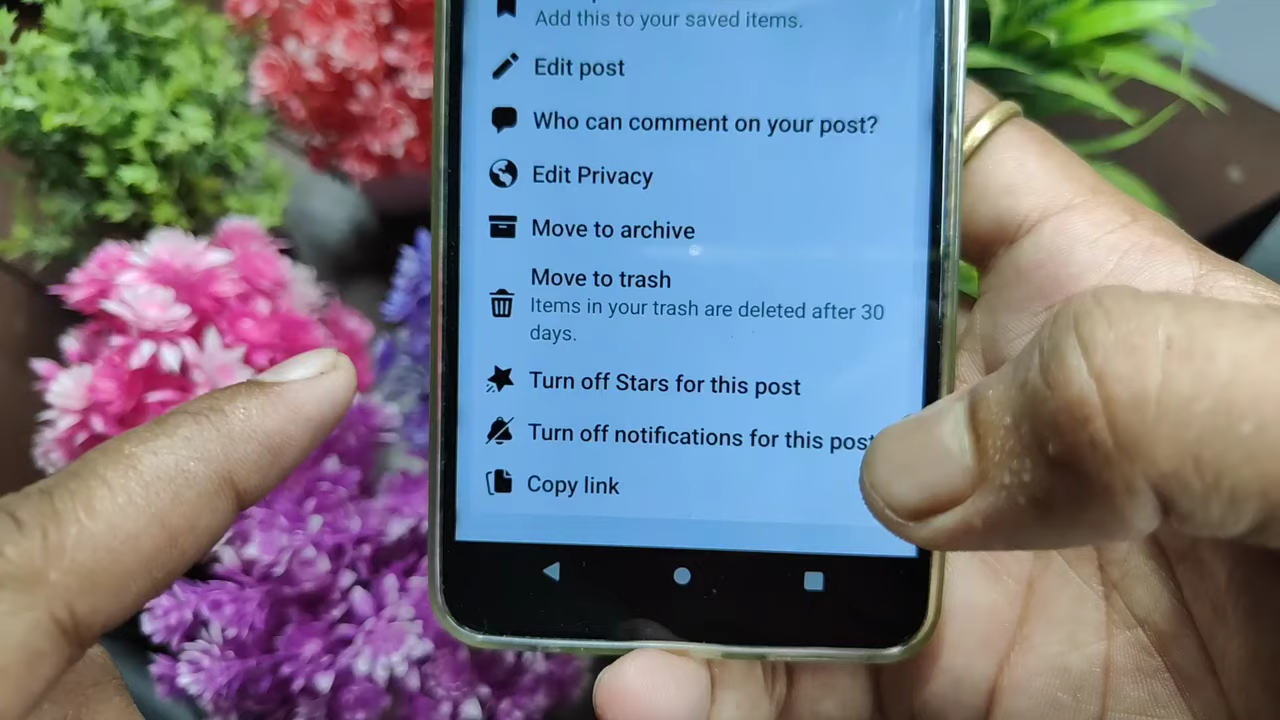 Add this to your saved items.
Edit post
Who can comment on your post?
Edit Privacy
Move to archive
Move to trash
Items in your trash are deleted after 30
days.
Turn off Stars for this post
Turn off notifications for this post
Copy link